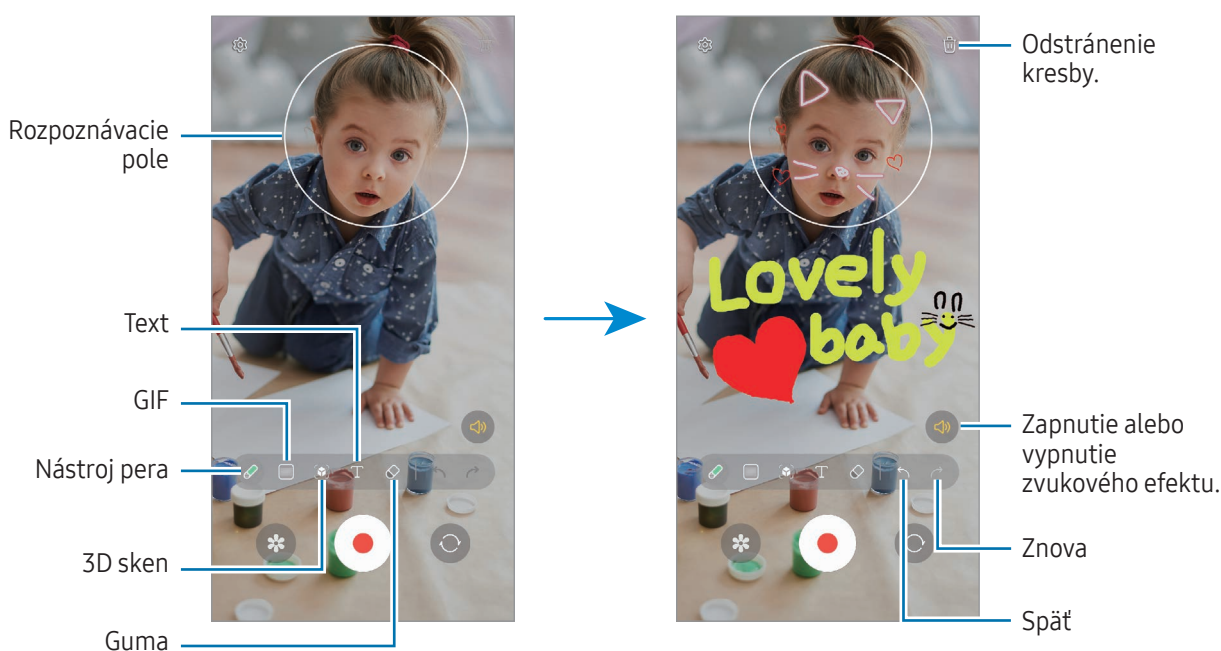 Rozpoznávacie
pole
Text
GIF
Nástroj pera
3D sken
Guma
T
T
Lovely
baby
Odstránenie
kresby.
Zapnutie alebo
vypnutie
zvukového efektu.
Znova
Späť